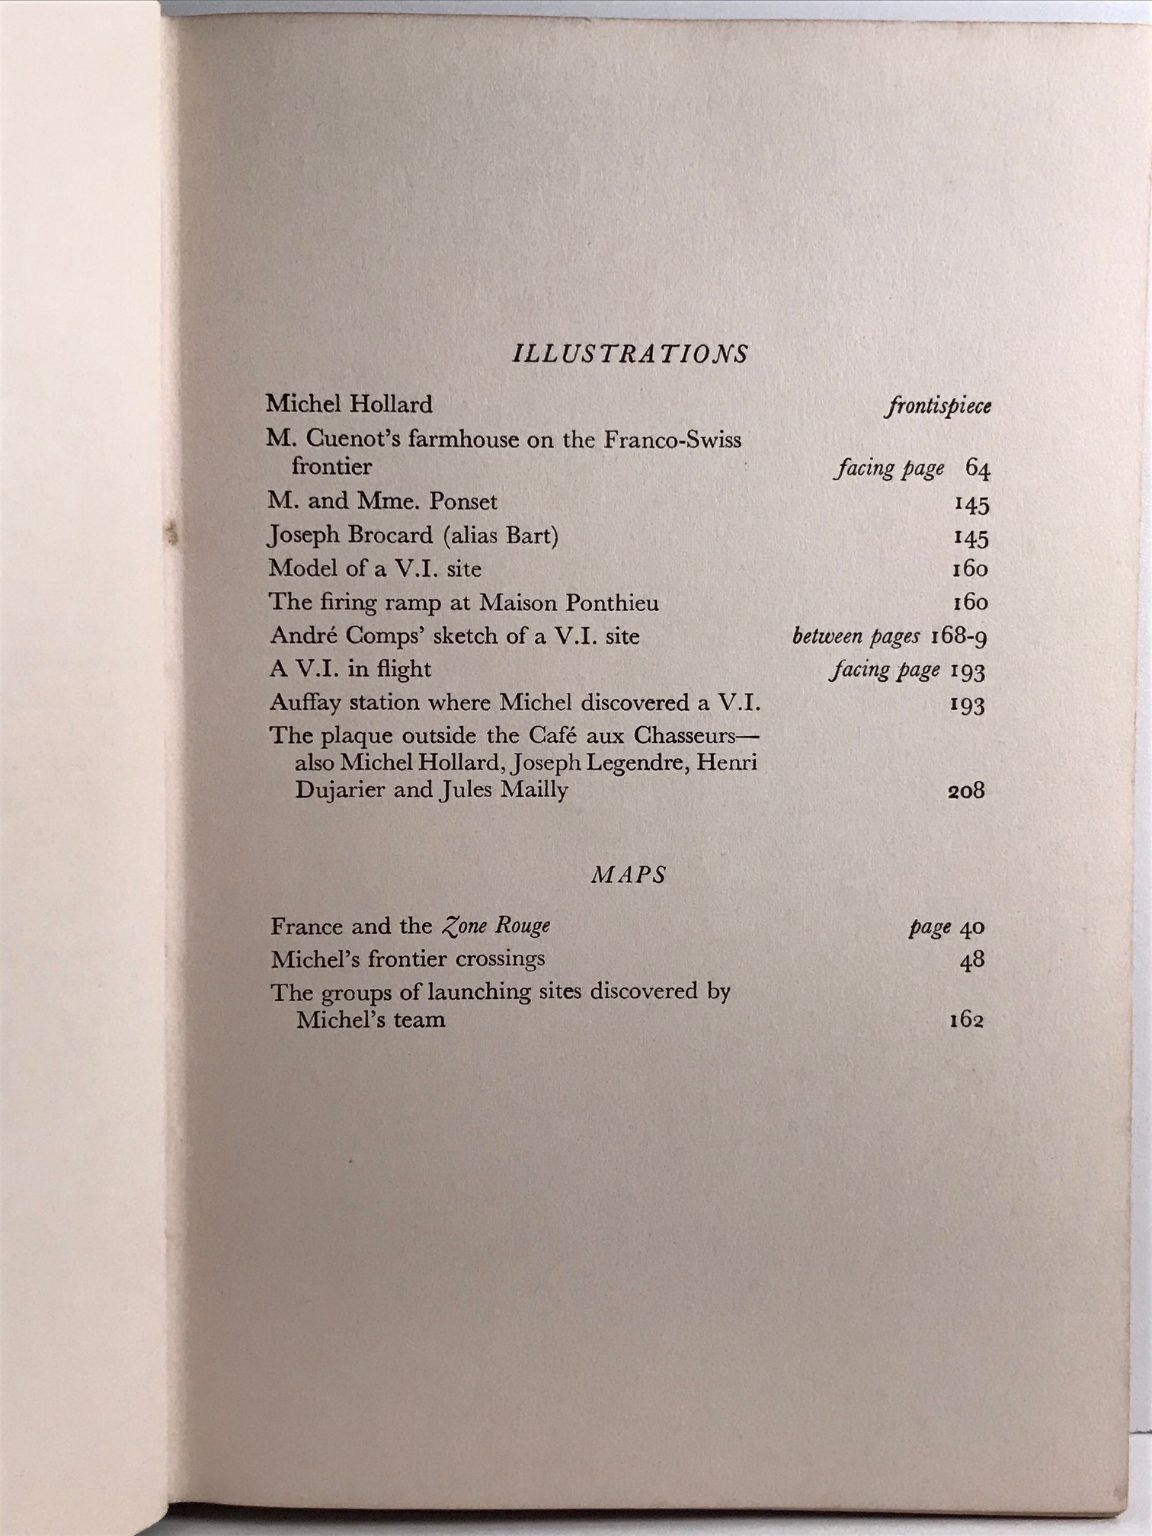 ILLUSTRATIONS
Michel Hollard frontispiece
M. Cuenot's farmhouse on the Franco-Swiss
frontier facing page 64
M. and Mme. Ponset 145
Joseph Brocard (alias Bart) 145
Model of a V.I. site 160
The firing ramp at Maison Ponthieu 160
André Comps' sketch of a V.I. site between pages 168-9
A V.I. in flight facing page 193
Auffay station where Michel discovered a V.I. 193
The plaque outside the Café aux Chasseurs—
also Michel Hollard, Joseph Legendre, Henri
Dujarier and Jules Mailly 208
MAPS
France and the Zone Rouge page 40
Michel's frontier crossings 48
The groups of launching sites discovered by
Michel's team 162